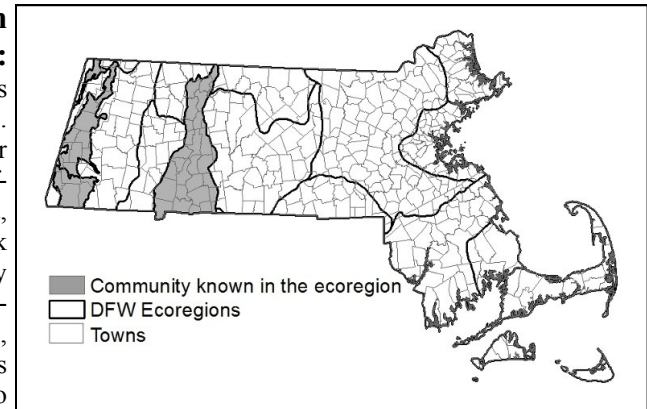 n
:
s
.
r
-
,
k
y
-
,
s
o
Community known in the ecoregion
DFW Ecoregions
Towns